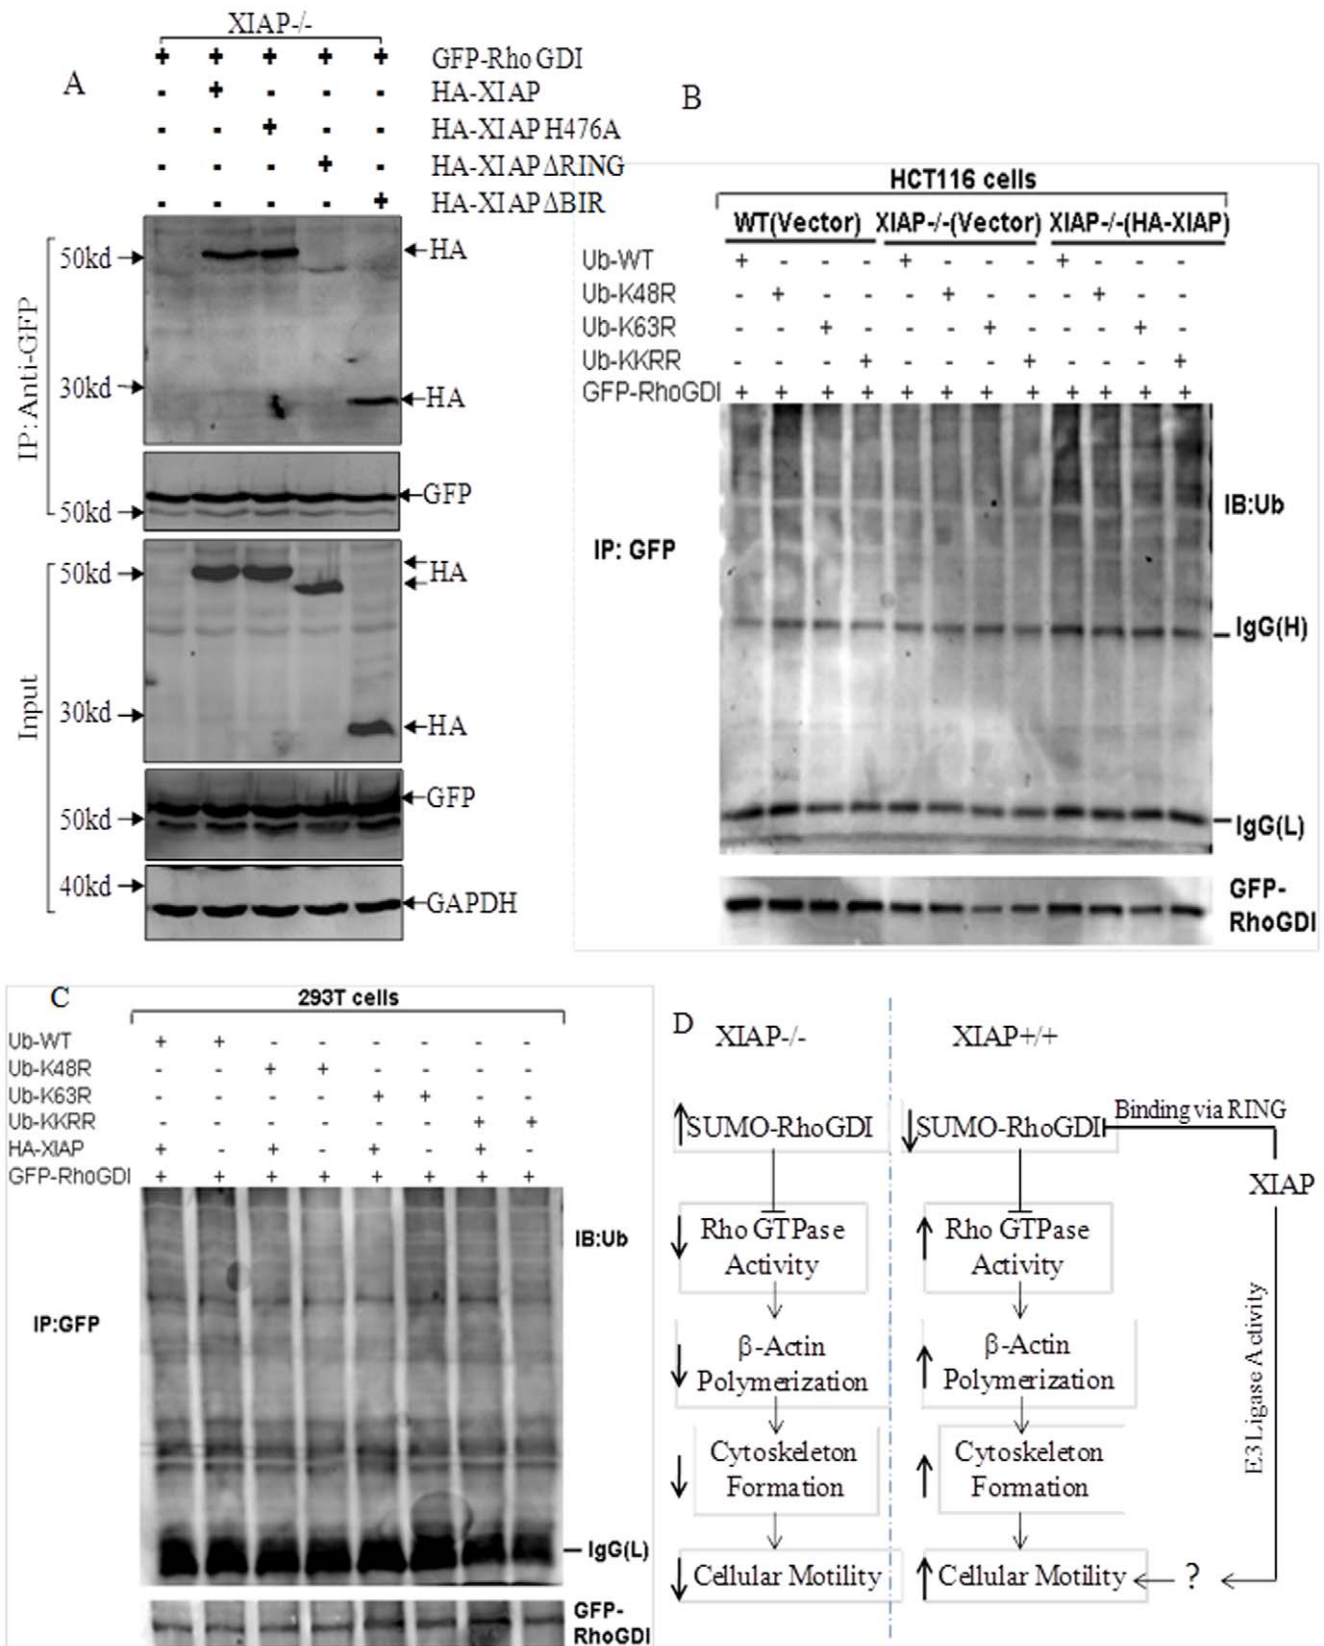 A
XIAP-/-
+ + + + + GFP-Rho GDI
- + - - - HA-XIAP
- - + - - HA-XIAP H476A
- - - + - HA-XIAP ΔRING
- - - - + HA-XIAP ΔBIR
IP: Anti-GFP
50kd
HA
30kd
HA
GFP
50kd
Input
50kd
HA
30kd
HA
GFP
50kd
40kd
GAPDH
B
HCT116 cells
WT(Vector) XIAP-/-(Vector) XIAP-/-(HA-XIAP)
Ub-WT + - - - + - - - + - - -
Ub-K48R - + - - - + - - - + - -
Ub-K63R - - + - - - + - - - + -
Ub-KKRR - - - + - - - + - - - +
GFP-RhoGDI + + + + + + + + + + + +
IP: GFP
IB:Ub
IgG(H)
IgG(L)
GFP-
RhoGDI
C
293T cells
Ub-WT + + - - - - - -
Ub-K48R - - + + - - - -
Ub-K63R - - - - + + - -
Ub-KKRR - - - - - - + +
HA-XIAP + - + - + - + -
GFP-RhoGDI + + + + + + + +
IP:GFP
IB:Ub
IgG(L)
GFP-
RhoGDI
D
XIAP-/-
SUMO-RhoGDI
Rho GTPase
Activity
β-Actin
Polymerization
Cytoskeleton
Formation
Cellular Motility
XIAP+/+
SUMO-RhoGDI
Binding via RING
XIAP
Rho GTPase
Activity
β-Actin
Polymerization
Cytoskeleton
Formation
Cellular Motility
?
E3 Ligase Activity